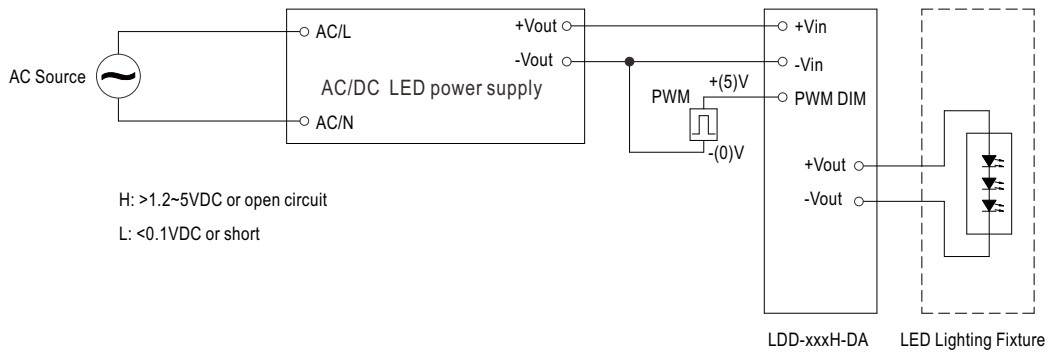 AC Source
AC/L
AC/N
+Vout
-Vout
AC/DC LED power supply
PWM
+(5)V
-(0)V
+Vin
-Vin
PWM DIM
+Vout
-Vout
H: >1.2~5VDC or open circuit
L: <0.1VDC or short
LDD-xxxH-DA
LED Lighting Fixture